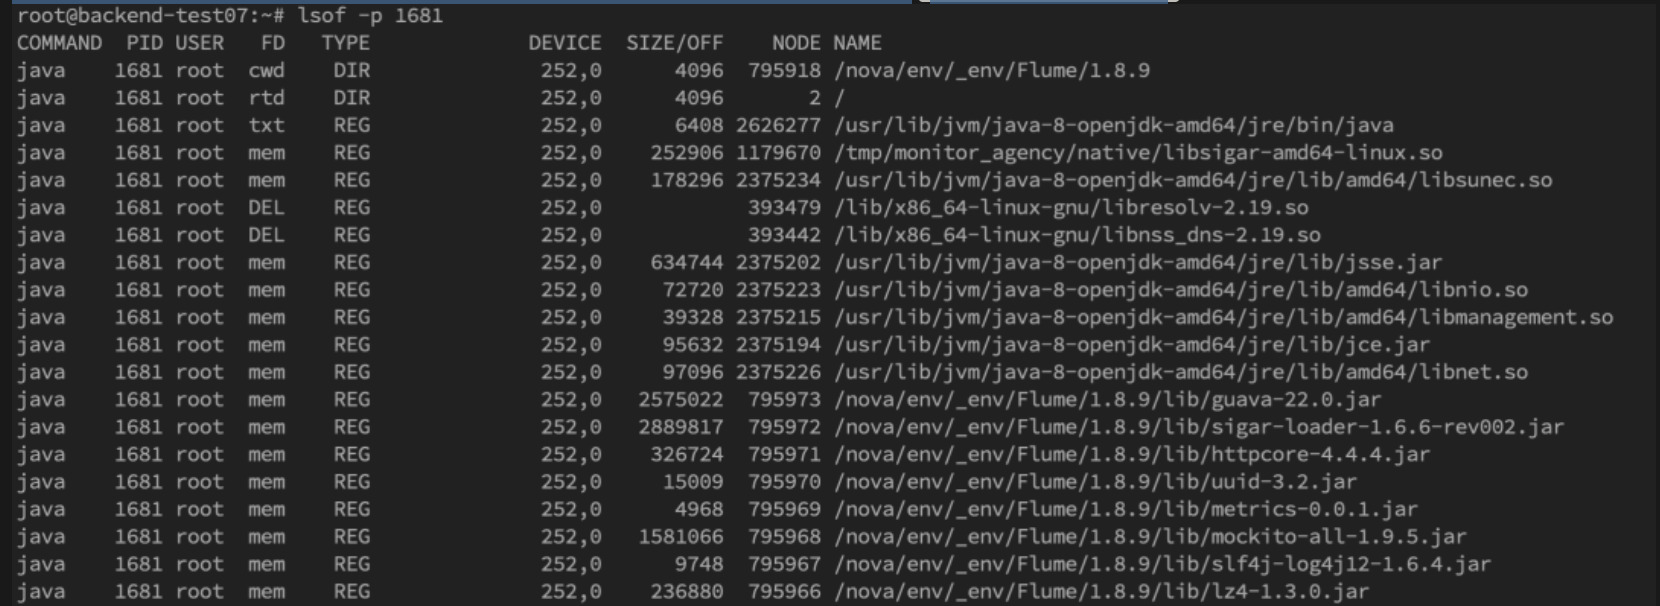 root@backend-test07:~# lsof -p 1681
COMMAND  PID USER   FD   TYPE             DEVICE  SIZE/OFF    NODE NAME
java    1681 root  cwd    DIR              252,0      4096  795918 /nova/env/_env/Flume/1.8.9
java    1681 root  rtd    DIR              252,0      4096       2 /
java    1681 root  txt    REG              252,0      6408 2626277 /usr/lib/jvm/java-8-openjdk-amd64/jre/bin/java
java    1681 root  mem    REG              252,0    252906 1179670 /tmp/monitor_agency/native/libsigar-amd64-linux.so
java    1681 root  mem    REG              252,0    178296 2375234 /usr/lib/jvm/java-8-openjdk-amd64/jre/lib/amd64/libsunec.so
java    1681 root  DEL    REG              252,0            393479 /lib/x86_64-linux-gnu/libresolv-2.19.so
java    1681 root  DEL    REG              252,0            393442 /lib/x86_64-linux-gnu/libnss_dns-2.19.so
java    1681 root  mem    REG              252,0    634744 2375202 /usr/lib/jvm/java-8-openjdk-amd64/jre/lib/jsse.jar
java    1681 root  mem    REG              252,0     72720 2375223 /usr/lib/jvm/java-8-openjdk-amd64/jre/lib/amd64/libnio.so
java    1681 root  mem    REG              252,0     39328 2375215 /usr/lib/jvm/java-8-openjdk-amd64/jre/lib/amd64/libmanagement.so
java    1681 root  mem    REG              252,0     95632 2375194 /usr/lib/jvm/java-8-openjdk-amd64/jre/lib/jce.jar
java    1681 root  mem    REG              252,0     97096 2375226 /usr/lib/jvm/java-8-openjdk-amd64/jre/lib/amd64/libnet.so
java    1681 root  mem    REG              252,0   2575022  795973 /nova/env/_env/Flume/1.8.9/lib/guava-22.0.jar
java    1681 root  mem    REG              252,0   2889817  795972 /nova/env/_env/Flume/1.8.9/lib/sigar-loader-1.6.6-rev002.jar
java    1681 root  mem    REG              252,0    326724  795971 /nova/env/_env/Flume/1.8.9/lib/httpcore-4.4.4.jar
java    1681 root  mem    REG              252,0     15009  795970 /nova/env/_env/Flume/1.8.9/lib/uuid-3.2.jar
java    1681 root  mem    REG              252,0      4968  795969 /nova/env/_env/Flume/1.8.9/lib/metrics-0.0.1.jar
java    1681 root  mem    REG              252,0   1581066  795968 /nova/env/_env/Flume/1.8.9/lib/mockito-all-1.9.5.jar
java    1681 root  mem    REG              252,0      9748  795967 /nova/env/_env/Flume/1.8.9/lib/slf4j-log4j12-1.6.4.jar
java    1681 root  mem    REG              252,0    236880  795966 /nova/env/_env/Flume/1.8.9/lib/lz4-1.3.0.jar